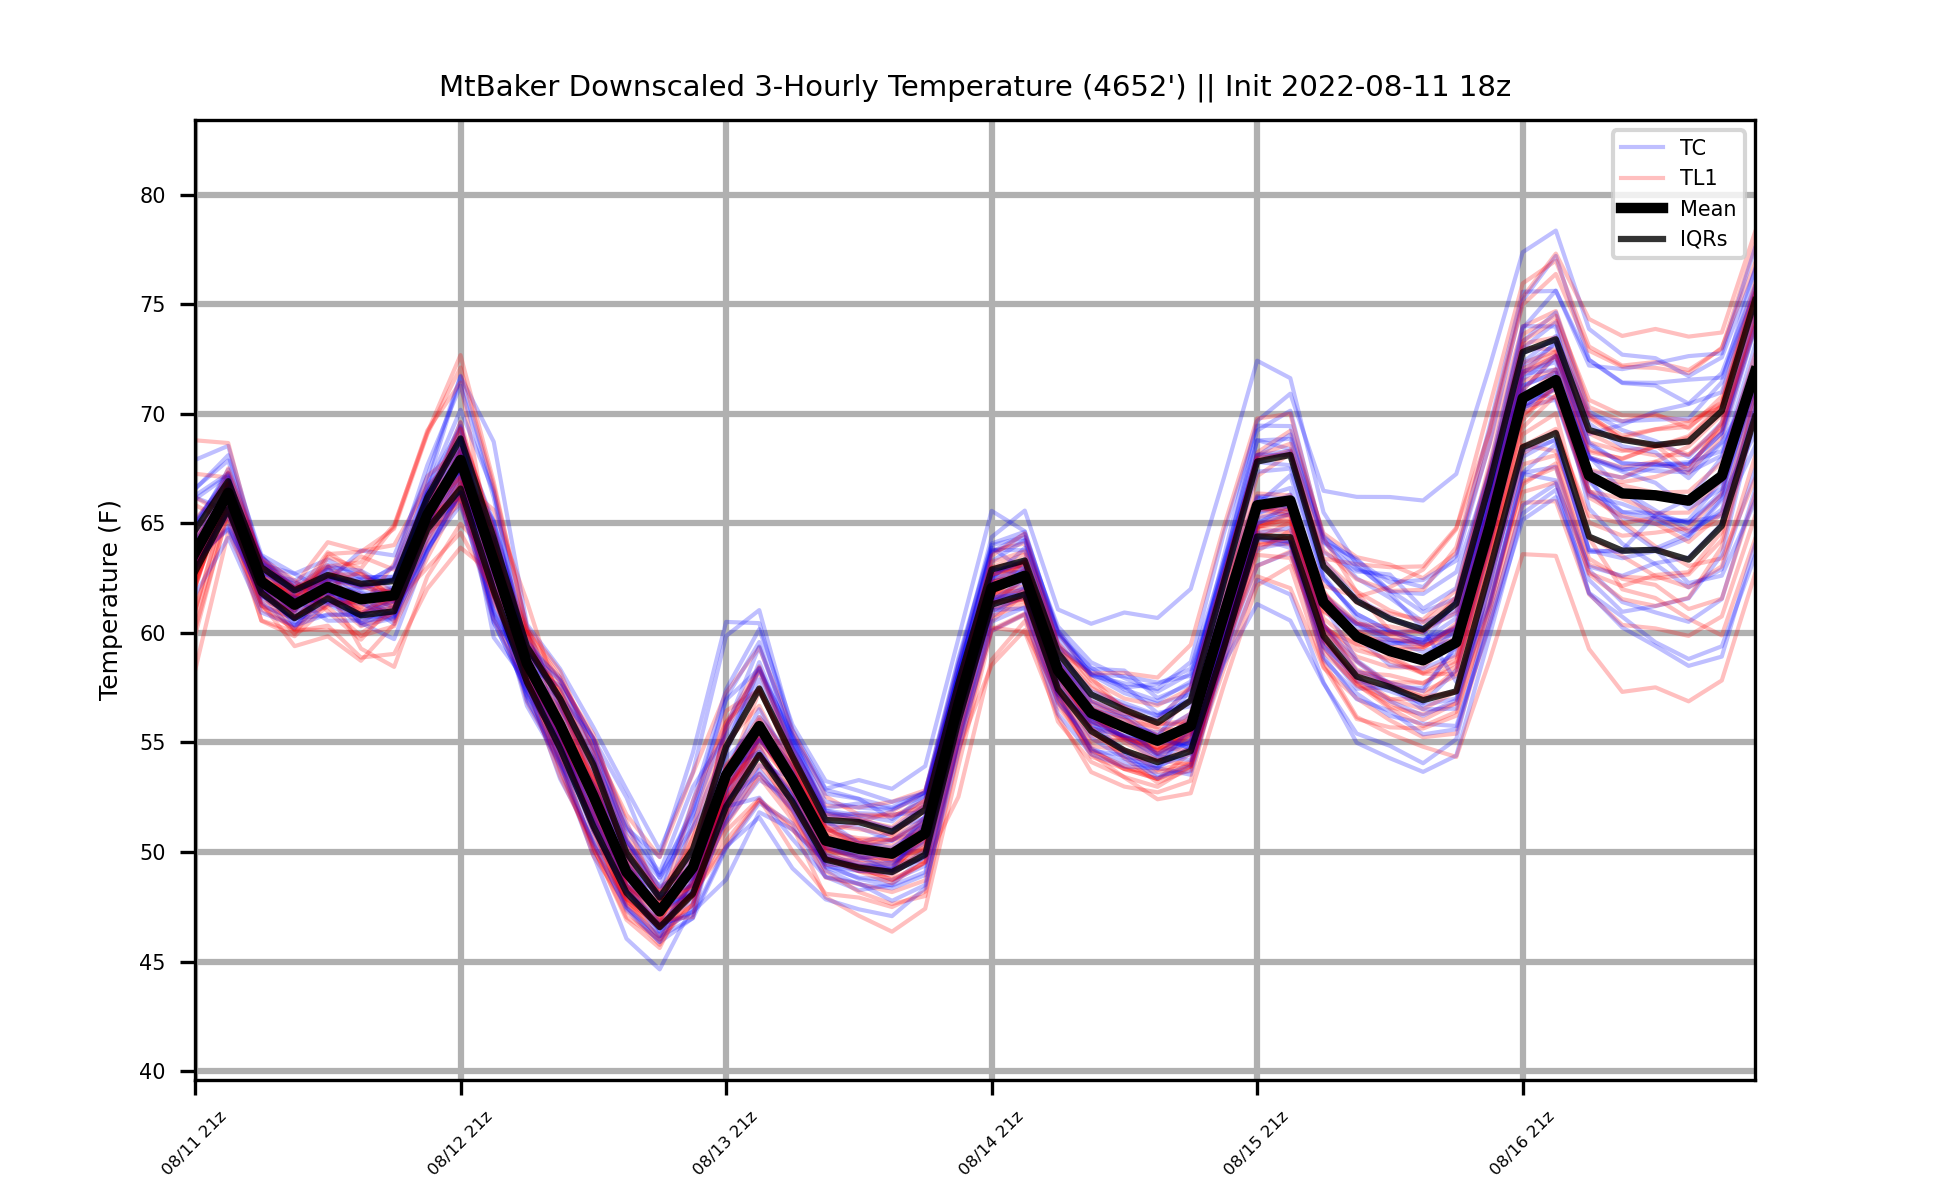 MtBaker Downscaled 3-Hourly Temperature (4652') || Init 2022-08-11 18z
TC
TL1
Mean
IQRs
Temperature (F)
80
75
70
65
60
55
50
45
40
08/11 21z
08/12 21z
08/13 21z
08/14 21z
08/15 21z
08/16 21z